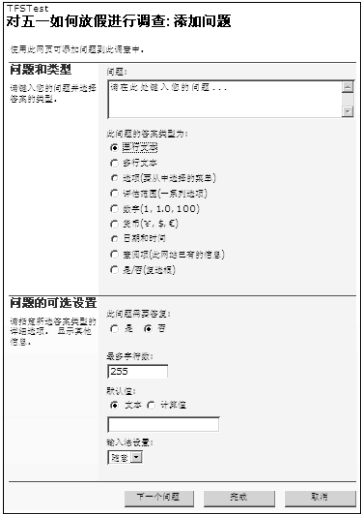 TFSTest
对五一如何放假进行调查: 添加问题
使用此网页可添加问题到此调查中。
问题和类型
请键入您的问题并选择答案的类型。
问题:
请在此处键入您的问题...
此问题的答案类型为:
单行文本
多行文本
选项(要从中选择的菜单)
评估范围(一系列选项)
数字(1, 1.0, 100)
货币(¥, $, €)
日期和时间
查阅项(此网站已有的信息)
是/否(复选框)
问题的可选设置
请指定所选答案类型的详细选项。 显示其他信息。
此问题需要答复:
是 否
最多字符数:
255
默认值:
文本 计算值
输入法设置:
随意
下一个问题 完成 取消